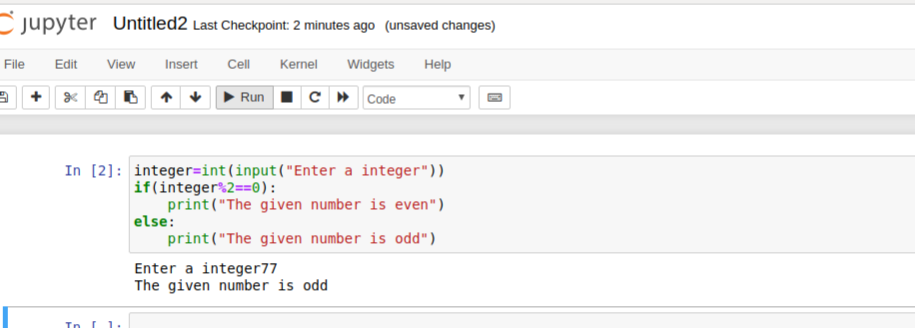 jupyter Untitled2 Last Checkpoint: 2 minutes ago (unsaved changes)
File Edit View Insert Cell Kernel Widgets Help
Run Code
In [2]: integer=int(input("Enter a integer"))
if(integer%2==0):
    print("The given number is even")
else:
    print("The given number is odd")
Enter a integer77
The given number is odd
In [ ]: